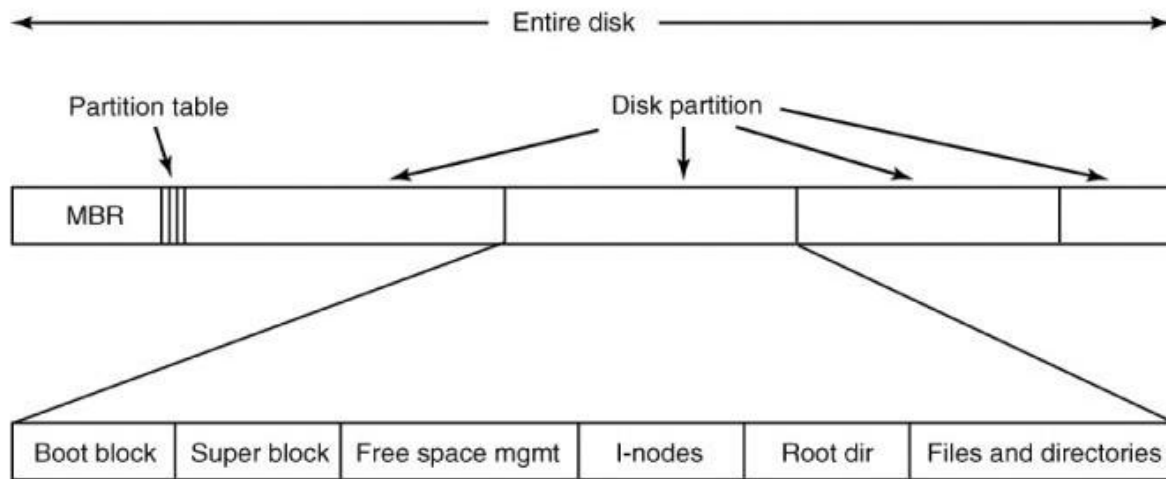 Entire disk
Partition table
Disk partition
MBR
Boot block
Super block
Free space mgmt
I-nodes
Root dir
Files and directories